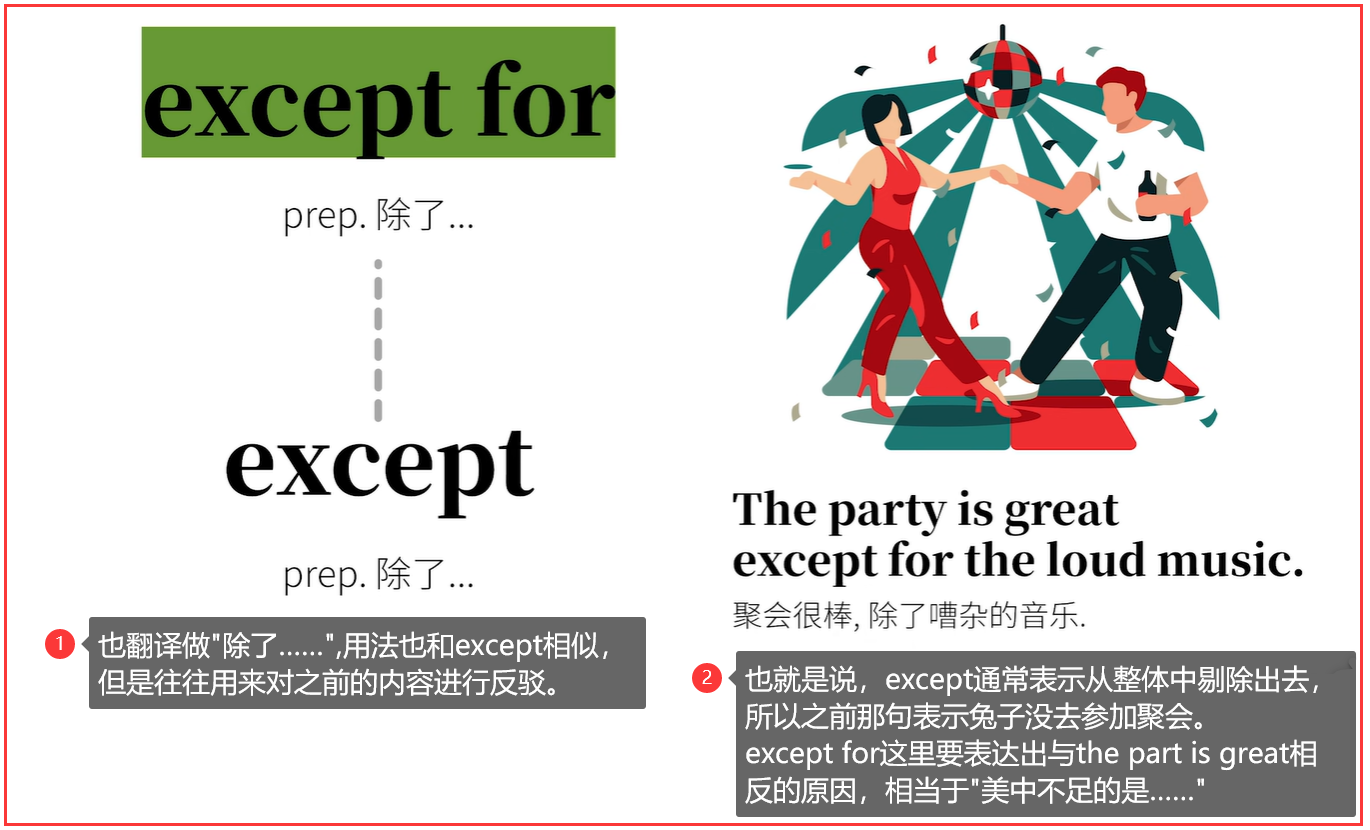 except for
prep. 除了...
except
prep. 除了...
1
也翻译做"除了......",用法也和except相似，
但是往往用来对之前的内容进行反驳。
The party is great
except for the loud music.
聚会很棒, 除了嘈杂的音乐.
2
也就是说，except通常表示从整体中剔除出去，
所以之前那句表示兔子没去参加聚会。
except for这里要表达出与the part is great相
反的原因，相当于"美中不足的是......"